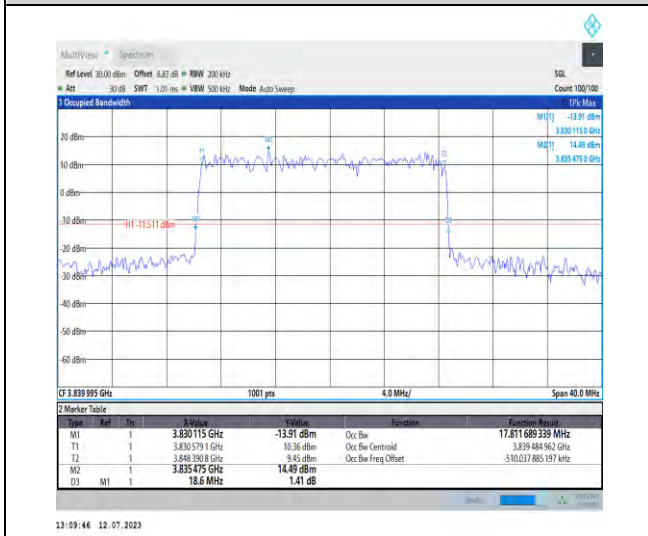 MultiView Spectrum
Ref Level 30.00 dBm Offset 8.87 dB RBW 200 kHz SGL
Att 30 dB SWT 1.01 ms VBW 500 kHz Mode Auto Sweep Count 100/100
1 Occupied Bandwidth 1Pk Max
M1[1] -13.91 dBm
3.830 115 0 GHz
M2[1] 14.49 dBm
3.835 475 0 GHz
20 dBm
10 dBm
0 dBm
-10 dBm
H1 -11.511 dBm
-20 dBm
-30 dBm
-40 dBm
-50 dBm
-60 dBm
T1
M2
T2
M1
D3
CF 3.839 995 GHz 1001 pts 4.0 MHz/ Span 40.0 MHz
2 Marker Table
Type Ref Trc X-Value Y-Value Function Function Result
M1 1 3.830 115 GHz -13.91 dBm Occ Bw 17.811 689 339 MHz
T1 1 3.830 579 1 GHz 10.36 dBm Occ Bw Centroid 3.839 484 962 GHz
T2 1 3.848 390 8 GHz 9.45 dBm Occ Bw Freq Offset -510.037 885 197 kHz
M2 1 3.835 475 GHz 14.49 dBm
D3 M1 1 18.6 MHz 1.41 dB
13:09:46 12.07.2023